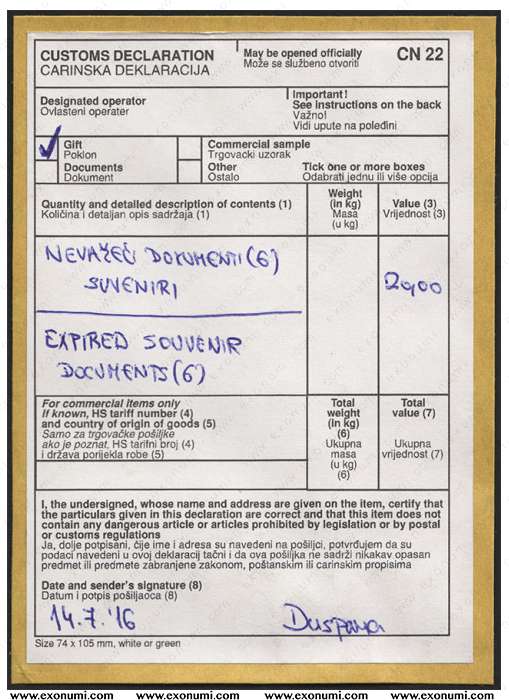 CUSTOMS DECLARATION
CARINSKA DEKLARACIJA
May be opened officially
Može se službeno otvoriti
CN 22
Designated operator
Ovlasteni operater
Important!
See instructions on the back
Važno!
Vidi upute na poleđini
Gift
Poklon
Commercial sample
Trgovacki uzorak
Documents
Dokument
Other
Ostalo
Tick one or more boxes
Odabrati jednu ili više opcija
Quantity and detailed description of contents (1)
Količina i detaljan opis sadržaja (1)
Weight
(in kg)
Masa
(u kg)
Value (3)
Vrijednost (3)
NEVAŽEĆI DOKUMENTI (6)
SUVENIRI
20,00
EXPIRED SOUVENIR
DOCUMENTS (6)
For commercial items only
If known, HS tariff number (4)
and country of origin of goods (5)
Samo za trgovačke pošiljke
ako je poznat, HS tarifni broj (4)
i država porijekla robe (5)
Total
weight
(in kg)
(6)
Ukupna
masa
(u kg)
(6)
Total
value (7)
Ukupna
vrijednost (7)
I, the undersigned, whose name and address are given on the item, certify that
the particulars given in this declaration are correct and that this item does not
contain any dangerous article or articles prohibited by legislation or by postal
or customs regulations
Ja, dolje potpisani, čije ime i adresa su navedeni na pošiljci, potvrđujem da su
podaci navedeni u ovoj deklaraciji tačni i da ova pošiljka ne sadrži nikakav opasan
predmet ili predmete zabranjene zakonom, poštanskim ili carinskim propisima
Date and sender's signature (8)
Datum i potpis pošiljaoca (8)
14.7.'16
Size 74 x 105 mm, white or green
www.exonumi.com www.exonumi.com www.exonumi.com www.exonumi.com